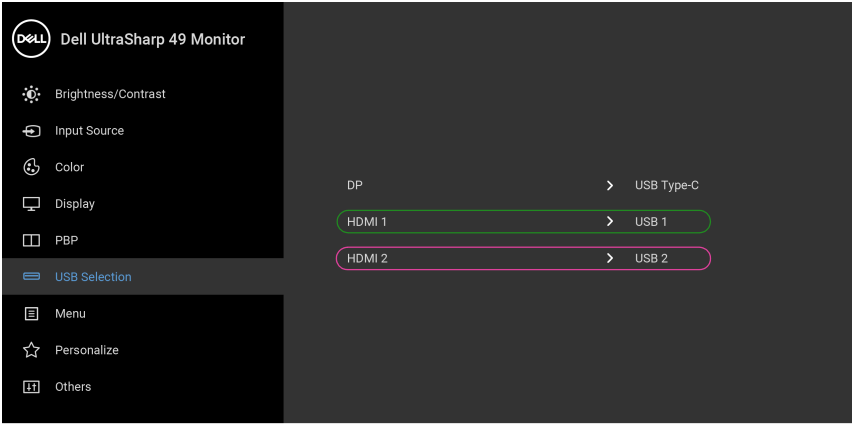 DELL
Dell UltraSharp 49 Monitor
Brightness/Contrast
Input Source
Color
Display
PBP
USB Selection
Menu
Personalize
Others
DP > USB Type-C
HDMI 1 > USB 1
HDMI 2 > USB 2